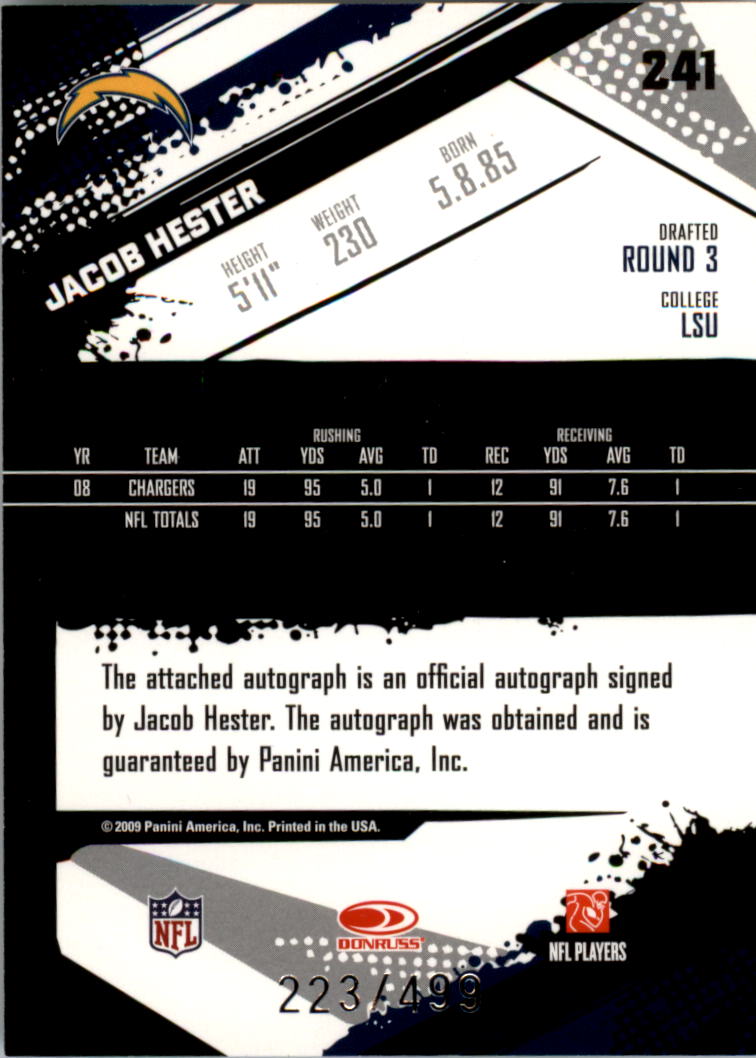 241
JACOB HESTER
HEIGHT
5'11"
WEIGHT
230
BORN
5.8.85
DRAFTED
ROUND 3
COLLEGE
LSU
RUSHING RECEIVING
YR TEAM ATT YDS AVG TD REC YDS AVG TD
08 CHARGERS 19 95 5.0 1 12 91 7.6 1
NFL TOTALS 19 95 5.0 1 12 91 7.6 1
The attached autograph is an official autograph signed
by Jacob Hester. The autograph was obtained and is
guaranteed by Panini America, Inc.
© 2009 Panini America, Inc. Printed in the USA.
NFL
DONRUSS
NFL PLAYERS
223/499